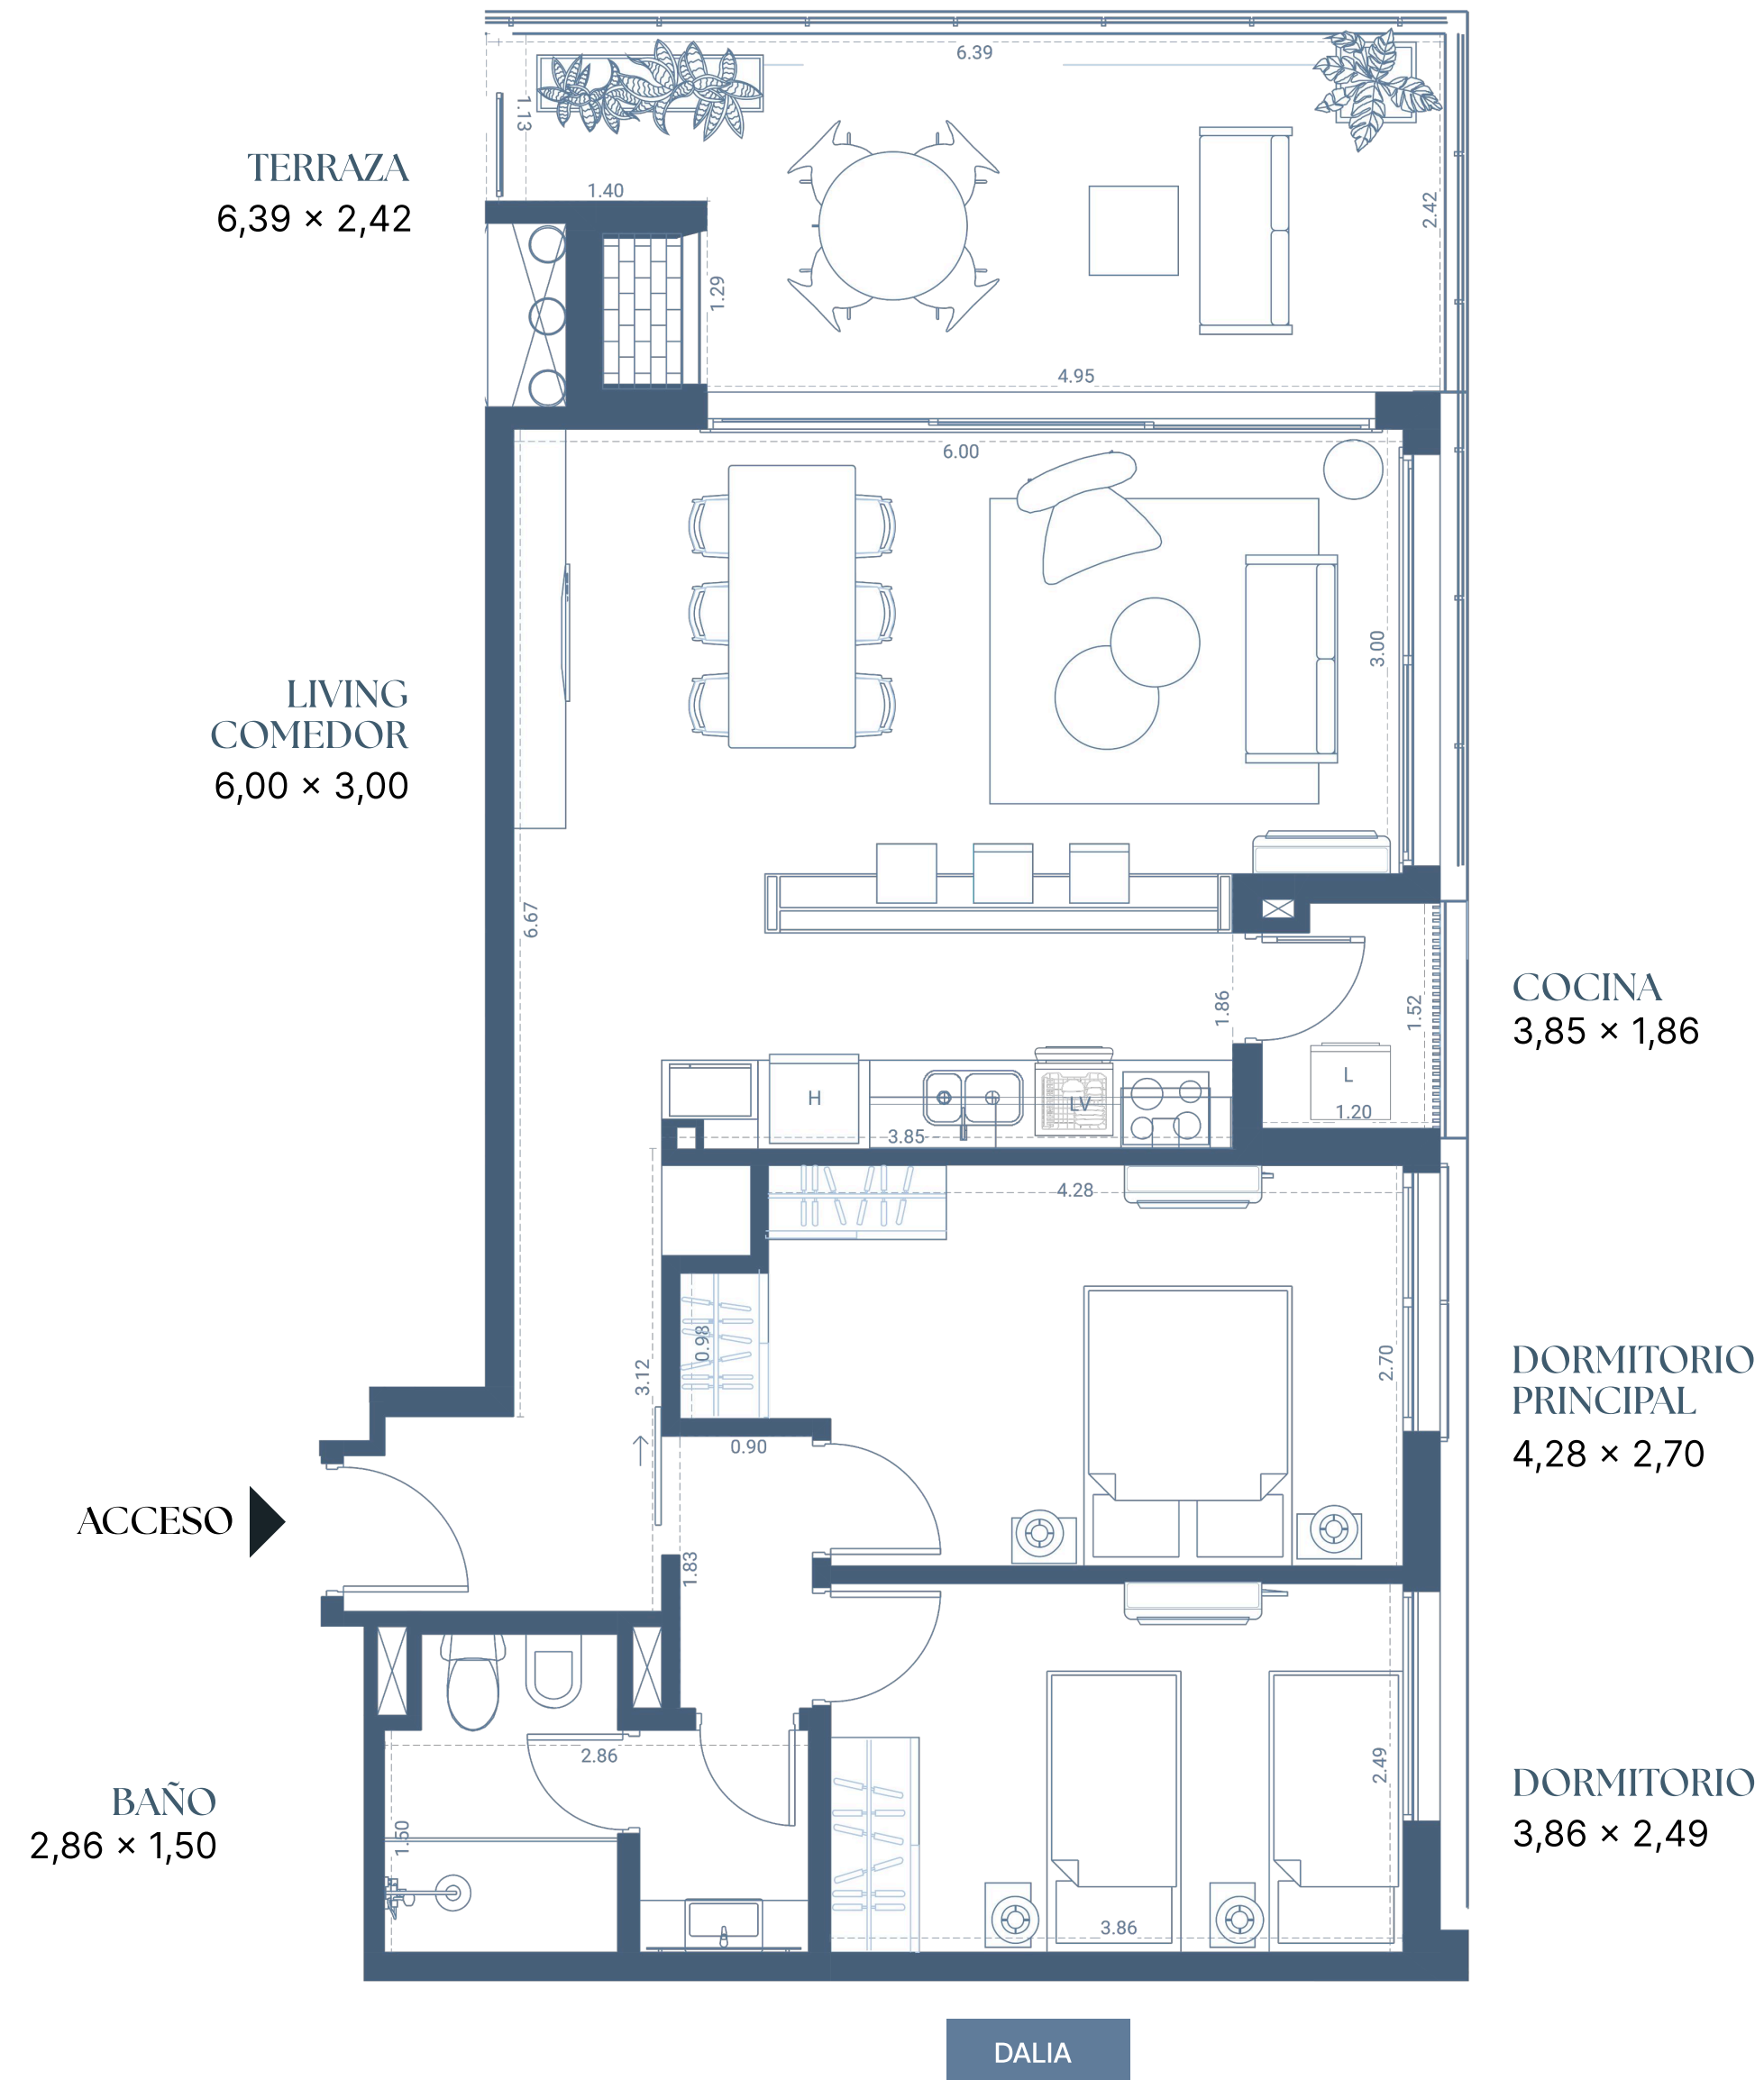 6.39
1.13
TERRAZA
6,39 × 2,42
1.40
2.42
1.29
4.95
6.00
LIVING
COMEDOR
6,00 × 3,00
3.00
6.67
COCINA
3,85 × 1,86
1.86
1.52
H
LV
L
1.20
3.85
4.28
0.98
3.12
2.70
DORMITORIO
PRINCIPAL
4,28 × 2,70
0.90
ACCESO
1.83
2.86
2.49
BAÑO
2,86 × 1,50
1.50
DORMITORIO
3,86 × 2,49
3.86
DALIA